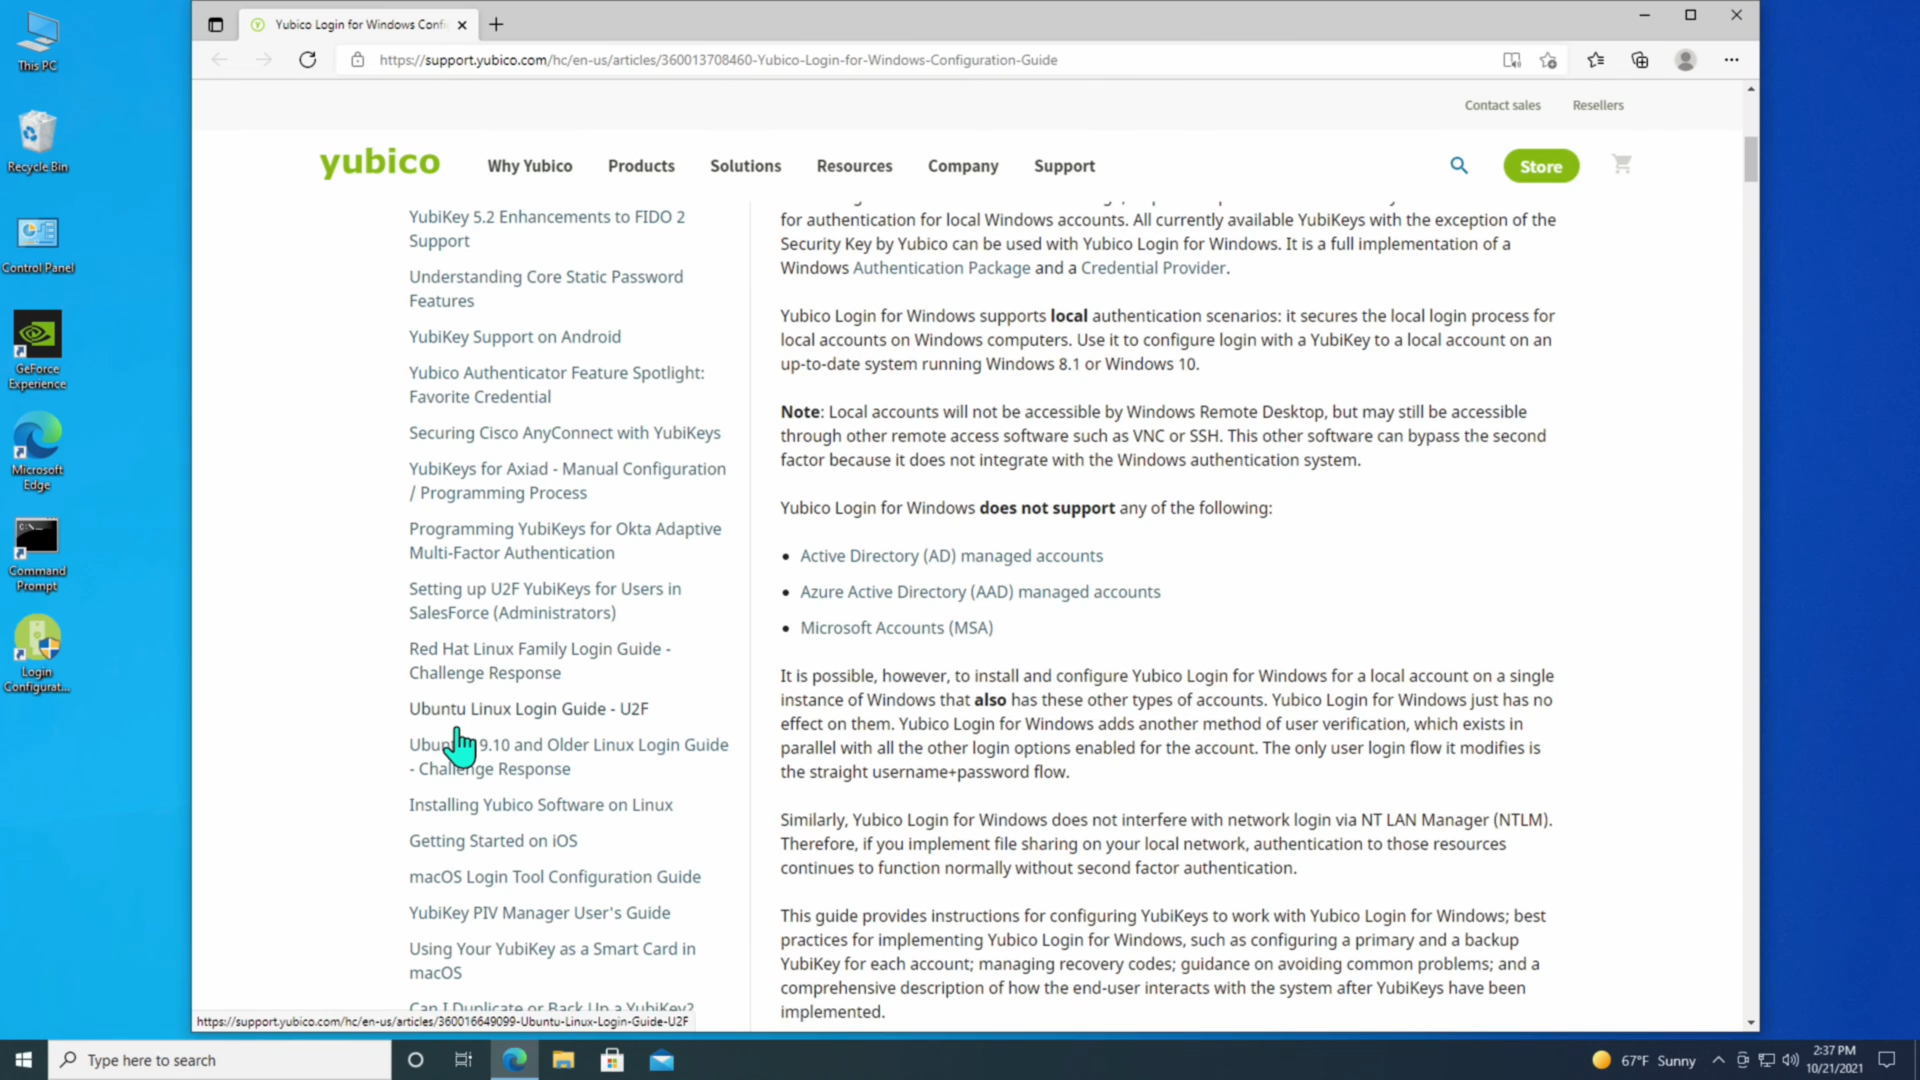 This PC
Recycle Bin
Control Panel
GeForce
Experience
Microsoft
Edge
Command
Prompt
Login
Configurat...
Yubico Login for Windows Confi
https://support.yubico.com/hc/en-us/articles/360013708460-Yubico-Login-for-Windows-Configuration-Guide
Contact sales
Resellers
yubico
Why Yubico
Products
Solutions
Resources
Company
Support
Store
YubiKey 5.2 Enhancements to FIDO 2
Support
Understanding Core Static Password
Features
YubiKey Support on Android
Yubico Authenticator Feature Spotlight:
Favorite Credential
Securing Cisco AnyConnect with YubiKeys
YubiKeys for Axiad - Manual Configuration
/ Programming Process
Programming YubiKeys for Okta Adaptive
Multi-Factor Authentication
Setting up U2F YubiKeys for Users in
SalesForce (Administrators)
Red Hat Linux Family Login Guide -
Challenge Response
Ubuntu Linux Login Guide - U2F
9.10 and Older Linux Login Guide
- Challenge Response
Installing Yubico Software on Linux
Getting Started on iOS
macOS Login Tool Configuration Guide
YubiKey PIV Manager User's Guide
Using Your YubiKey as a Smart Card in
macOS
Can I Duplicate or Back Up a YubiKey?
https://support.yubico.com/hc/en-us/articles/360016649099-Ubuntu-Linux-Login-Guide-U2F
for authentication for local Windows accounts. All currently available YubiKeys with the exception of the
Security Key by Yubico can be used with Yubico Login for Windows. It is a full implementation of a
Windows Authentication Package and a Credential Provider.
Yubico Login for Windows supports local authentication scenarios: it secures the local login process for
local accounts on Windows computers. Use it to configure login with a YubiKey to a local account on an
up-to-date system running Windows 8.1 or Windows 10.
Note: Local accounts will not be accessible by Windows Remote Desktop, but may still be accessible
through other remote access software such as VNC or SSH. This other software can bypass the second
factor because it does not integrate with the Windows authentication system.
Yubico Login for Windows does not support any of the following:
• Active Directory (AD) managed accounts
• Azure Active Directory (AAD) managed accounts
• Microsoft Accounts (MSA)
It is possible, however, to install and configure Yubico Login for Windows for a local account on a single
instance of Windows that also has these other types of accounts. Yubico Login for Windows just has no
effect on them. Yubico Login for Windows adds another method of user verification, which exists in
parallel with all the other login options enabled for the account. The only user login flow it modifies is
the straight username+password flow.
Similarly, Yubico Login for Windows does not interfere with network login via NT LAN Manager (NTLM).
Therefore, if you implement file sharing on your local network, authentication to those resources
continues to function normally without second factor authentication.
This guide provides instructions for configuring YubiKeys to work with Yubico Login for Windows; best
practices for implementing Yubico Login for Windows, such as configuring a primary and a backup
YubiKey for each account; managing recovery codes; guidance on avoiding common problems; and a
comprehensive description of how the end-user interacts with the system after YubiKeys have been
implemented.
Type here to search
67°F Sunny
2:37 PM
10/21/2021